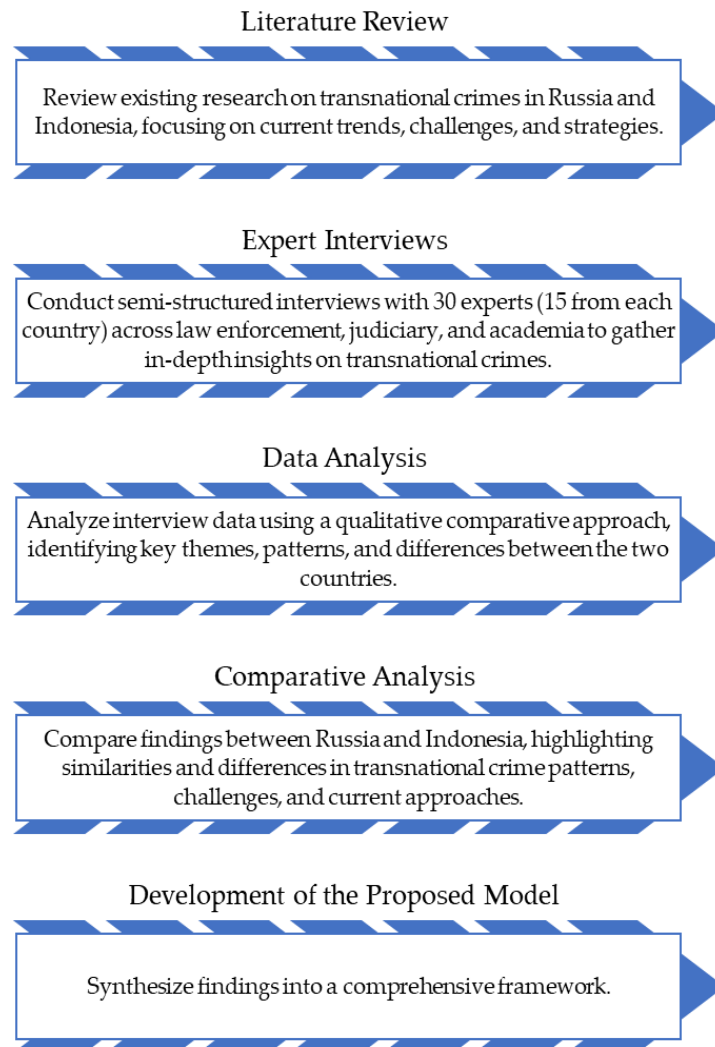 Literature Review
Review existing research on transnational crimes in Russia and
Indonesia, focusing on current trends, challenges, and strategies.
Expert Interviews
Conduct semi-structured interviews with 30 experts (15 from each
country) across law enforcement, judiciary, and academia to gather
in-depth insights on transnational crimes.
Data Analysis
Analyze interview data using a qualitative comparative approach,
identifying key themes, patterns, and differences between the two
countries.
Comparative Analysis
Compare findings between Russia and Indonesia, highlighting
similarities and differences in transnational crime patterns,
challenges, and current approaches.
Development of the Proposed Model
Synthesize findings into a comprehensive framework.